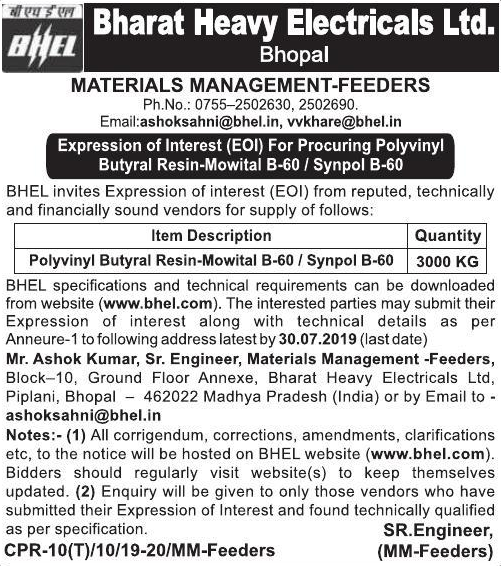 बी एच ई एल
BHEL
Bharat Heavy Electricals Ltd.
Bhopal
MATERIALS MANAGEMENT-FEEDERS
Ph.No.: 0755–2502630, 2502690.
Email:ashoksahni@bhel.in, vvkhare@bhel.in
Expression of Interest (EOI) For Procuring Polyvinyl
Butyral Resin-Mowital B-60 / Synpol B-60
BHEL invites Expression of interest (EOI) from reputed, technically
and financially sound vendors for supply of follows:
Item Description Quantity
Polyvinyl Butyral Resin-Mowital B-60 / Synpol B-60 3000 KG
BHEL specifications and technical requirements can be downloaded
from website (www.bhel.com). The interested parties may submit their
Expression of interest along with technical details as per
Anneure-1 to following address latest by 30.07.2019 (last date)
Mr. Ashok Kumar, Sr. Engineer, Materials Management -Feeders,
Block–10, Ground Floor Annexe, Bharat Heavy Electricals Ltd,
Piplani, Bhopal – 462022 Madhya Pradesh (India) or by Email to -
ashoksahni@bhel.in
Notes:- (1) All corrigendum, corrections, amendments, clarifications
etc, to the notice will be hosted on BHEL website (www.bhel.com).
Bidders should regularly visit website(s) to keep themselves
updated. (2) Enquiry will be given to only those vendors who have
submitted their Expression of Interest and found technically qualified
as per specification. SR.Engineer,
CPR-10(T)/10/19-20/MM-Feeders (MM-Feeders)